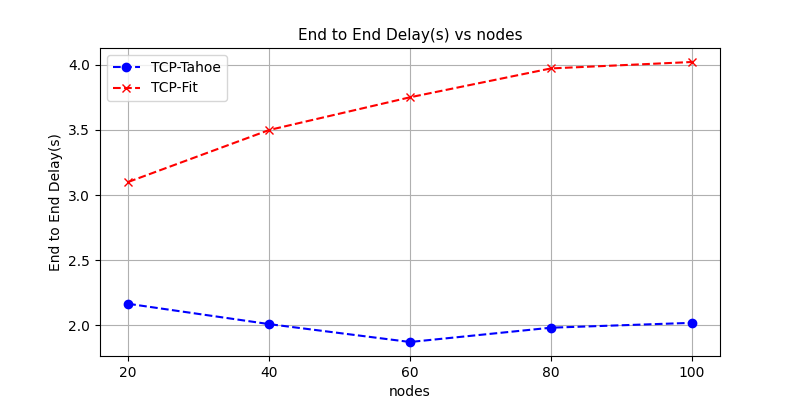 End to End Delay(s) vs nodes
TCP-Tahoe
TCP-Fit
End to End Delay(s)
4.0
3.5
3.0
2.5
2.0
20 40 60 80 100
nodes